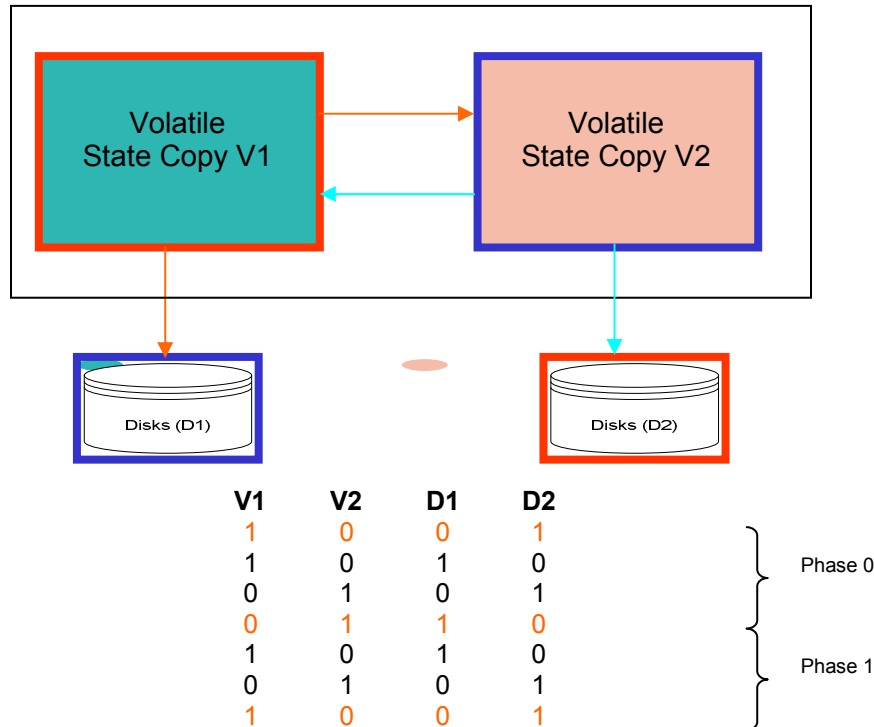 Volatile
State Copy V1
Volatile
State Copy V2
Disks (D1)
Disks (D2)
V1 V2 D1 D2
1 0 0 1
1 0 1 0
0 1 0 1
0 1 1 0
1 0 1 0
0 1 0 1
1 0 0 1
Phase 0
Phase 1